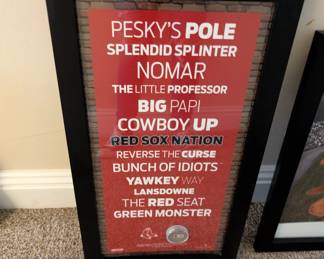 PESKY'S POLE
SPLENDID SPLINTER
NOMAR
THE LITTLE PROFESSOR
BIG PAPI
COWBOY UP
RED SOX NATION
REVERSE THE CURSE
BUNCH OF IDIOTS
YAWKEY WAY
LANSDOWNE
THE RED SEAT
GREEN MONSTER